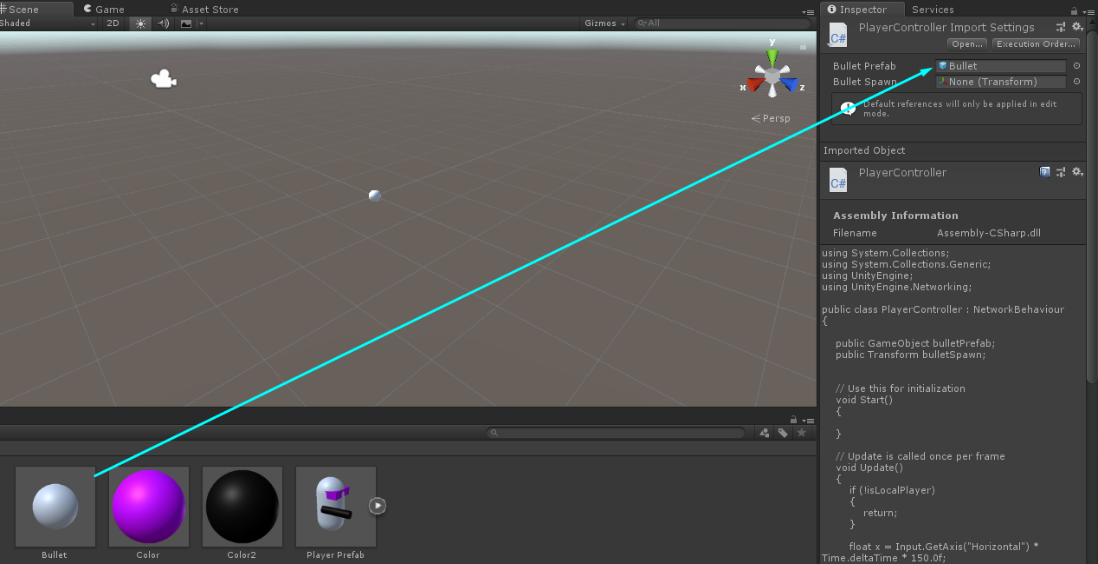 Scene
Game
Asset Store
Shaded
2D
Gizmos
All
y
x
z
Persp
Bullet
Color
Color2
Player Prefab
Inspector
Services
PlayerController Import Settings
Open...
Execution Order...
C#
Bullet Prefab
Bullet
Bullet Spawn
None (Transform)
Default references will only be applied in edit
mode.
Imported Object
PlayerController
C#
Assembly Information
Filename Assembly-CSharp.dll
using System.Collections;
using System.Collections.Generic;
using UnityEngine;
using UnityEngine.Networking;
public class PlayerController : NetworkBehaviour
{
public GameObject bulletPrefab;
public Transform bulletSpawn;
// Use this for initialization
void Start()
{
}
// Update is called once per frame
void Update()
{
if (!isLocalPlayer)
{
return;
}
float x = Input.GetAxis("Horizontal") *
Time.deltaTime * 150.0f;